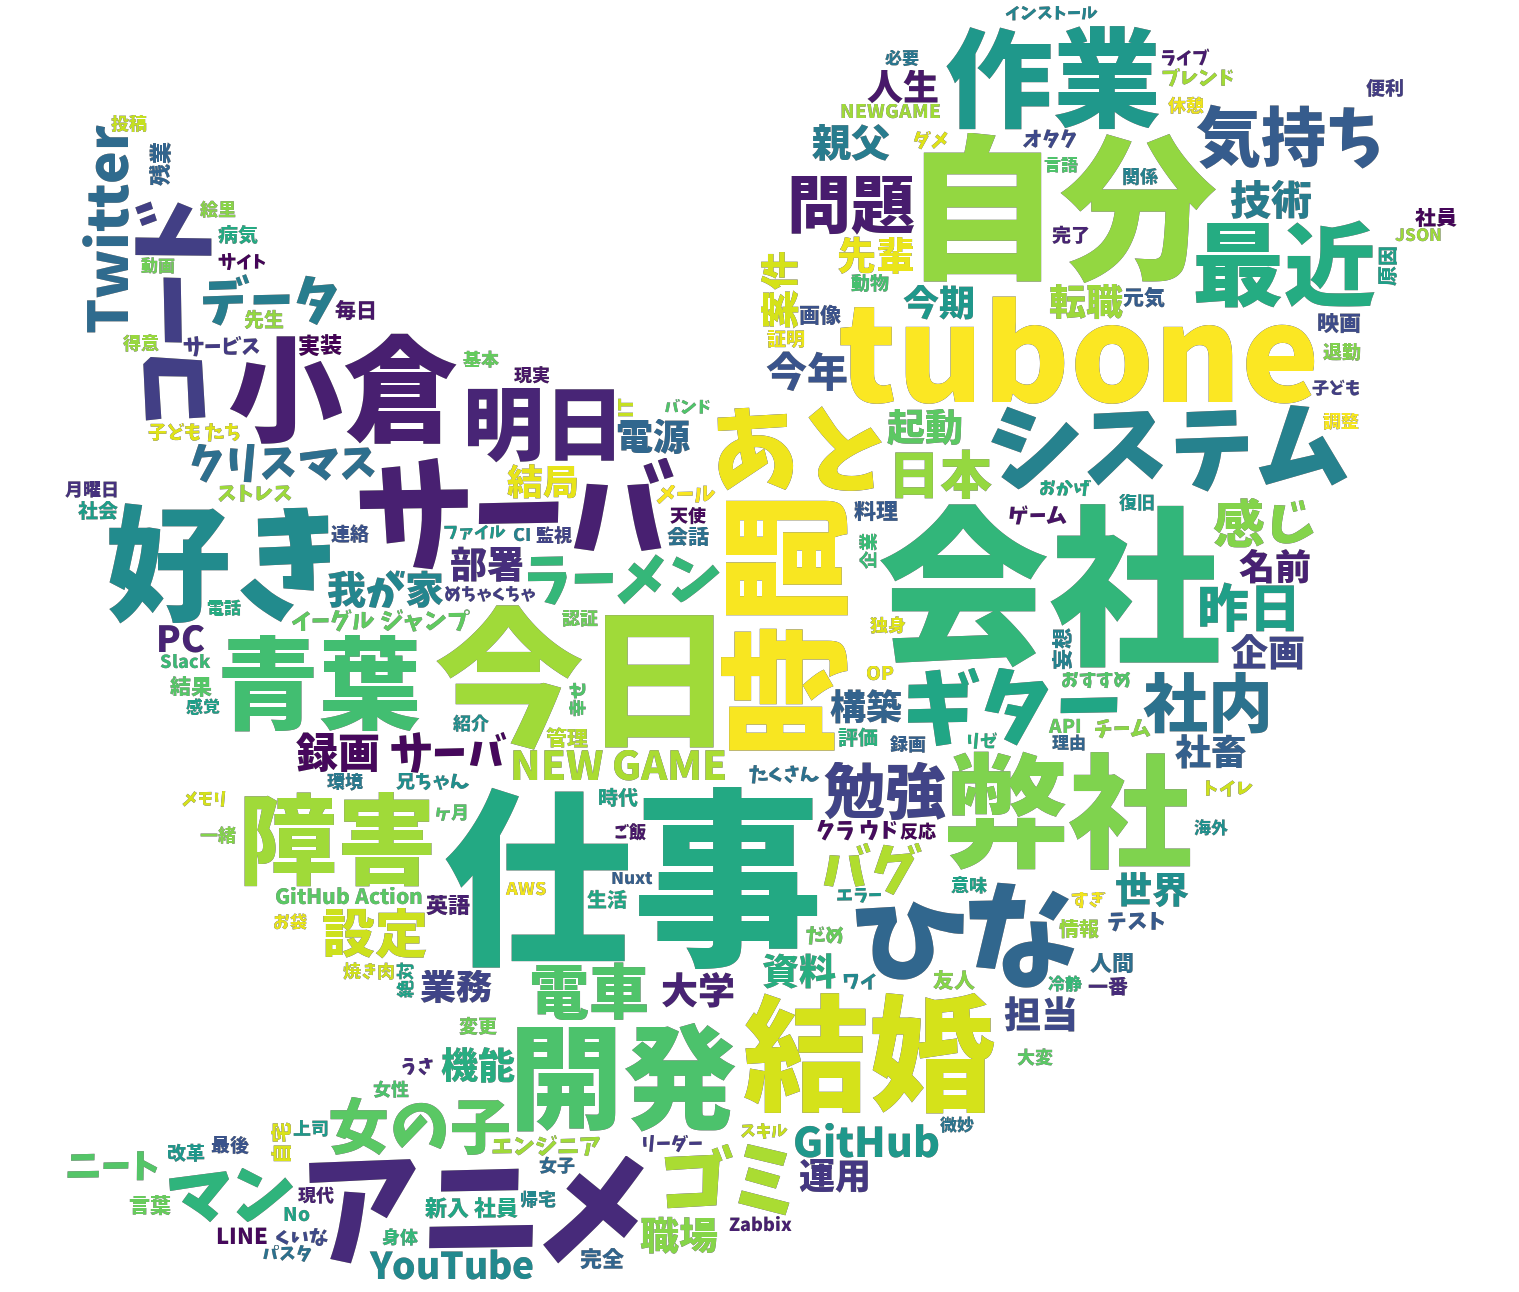 インストール
作業
必要
ライブ
人生
ブレンド
便利
NEWGAME
休憩
投稿
Twitter
気持ち
親父
ダメ
オタク
自分
言語
関係
残業
問題
技術
絵里
社員
完了
JSON
病気
最近
先輩
サイト
動画
案件
動物
原因
データ
今期
転職
元気
毎日
画像
tubone
映画
先生
証明
得意
サービス
実装
小倉
基本
退勤
今年
現実
子ども
明日
IT
バンド
あと
起動
システム
調整
電源
子どもたち
クリスマス
日本
サーバ
結局
月曜日
ストレス
メール
おかげ
社会
時間
料理
復旧
感じ
好き
天使
ゲーム
会社
連絡
ファイル
CI
監視
会話
企業
部署
名前
ラーメン
我が家
めちゃくちゃ
昨日
電話
イーグル ジャンプ
認証
独身
今日
PC
青葉
妄想
企画
Slack
OP
ギター
おすすめ
社内
結果
感覚
幸せ
構築
紹介
API
チーム
管理
評価
録画
リゼ
理由
社畜
録画 サーバ
NEW GAME
環境
兄ちゃん
たくさん
勉強
弊社
トイレ
メモリ
障害
ヶ月
時代
仕事
一緒
ご飯
クラウド
反応
海外
バグ
Nuxt
AWS
エラー
意味
世界
GitHub Action
英語
生活
すぎ
ひな
お袋
設定
だめ
情報
テスト
焼き肉
業務
電車
大学
資料
ワイ
友人
人間
冷静
一番
結婚
担当
変更
開発
うさ
機能
大変
女性
女の子
上司
微妙
エンジニア
リーダー
スキル
GitHub
ニート
改革
最後
マン
アニメ
女子
ゴミ
運用
現代
言葉
No
新入 社員
帰宅
LINE
くいな
身体
職場
Zabbix
パスタ
YouTube
完全